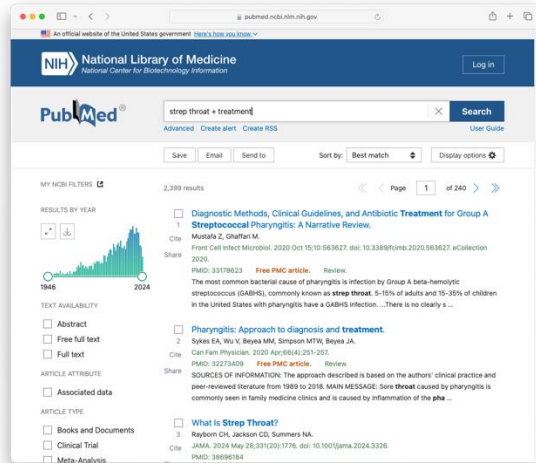 pubmed.ncbi.nlm.nih.gov
An official website of the United States government Here's how you know
NIH National Library of Medicine
National Center for Biotechnology Information
Log in
PubMed®
strep throat + treatment
Search
Advanced Create alert Create RSS
User Guide
Save Email Send to
Sort by: Best match
Display options
MY NCBI FILTERS
2,399 results
Page 1 of 240
RESULTS BY YEAR
1946 2024
TEXT AVAILABILITY
Abstract
Free full text
Full text
ARTICLE ATTRIBUTE
Associated data
ARTICLE TYPE
Books and Documents
Clinical Trial
Meta-Analysis
1
Cite
Share
Diagnostic Methods, Clinical Guidelines, and Antibiotic Treatment for Group A
Streptococcal Pharyngitis: A Narrative Review.
Mustafa Z, Ghaffari M.
Front Cell Infect Microbiol. 2020 Oct 15;10:563627. doi: 10.3389/fcimb.2020.563627. eCollection
2020.
PMID: 33178623 Free PMC article. Review.
The most common bacterial cause of pharyngitis is infection by Group A beta-hemolytic
streptococcus (GABHS), commonly known as strep throat. 5-15% of adults and 15-35% of children
in the United States with pharyngitis have a GABHS infection. ...There is no clearly s ...
2
Cite
Share
Pharyngitis: Approach to diagnosis and treatment.
Sykes EA, Wu V, Beyea MM, Simpson MTW, Beyea JA.
Can Fam Physician. 2020 Apr;66(4):251-257.
PMID: 32273409 Free PMC article. Review.
SOURCES OF INFORMATION: The approach described is based on the authors' clinical practice and
peer-reviewed literature from 1989 to 2018. MAIN MESSAGE: Sore throat caused by pharyngitis is
commonly seen in family medicine clinics and is caused by inflammation of the pha ...
3
Cite
What Is Strep Throat?
Rayborn CH, Jackson CD, Summers NA.
JAMA. 2024 May 28;331(20):1776. doi: 10.1001/jama.2024.3326.
PMID: 38696184